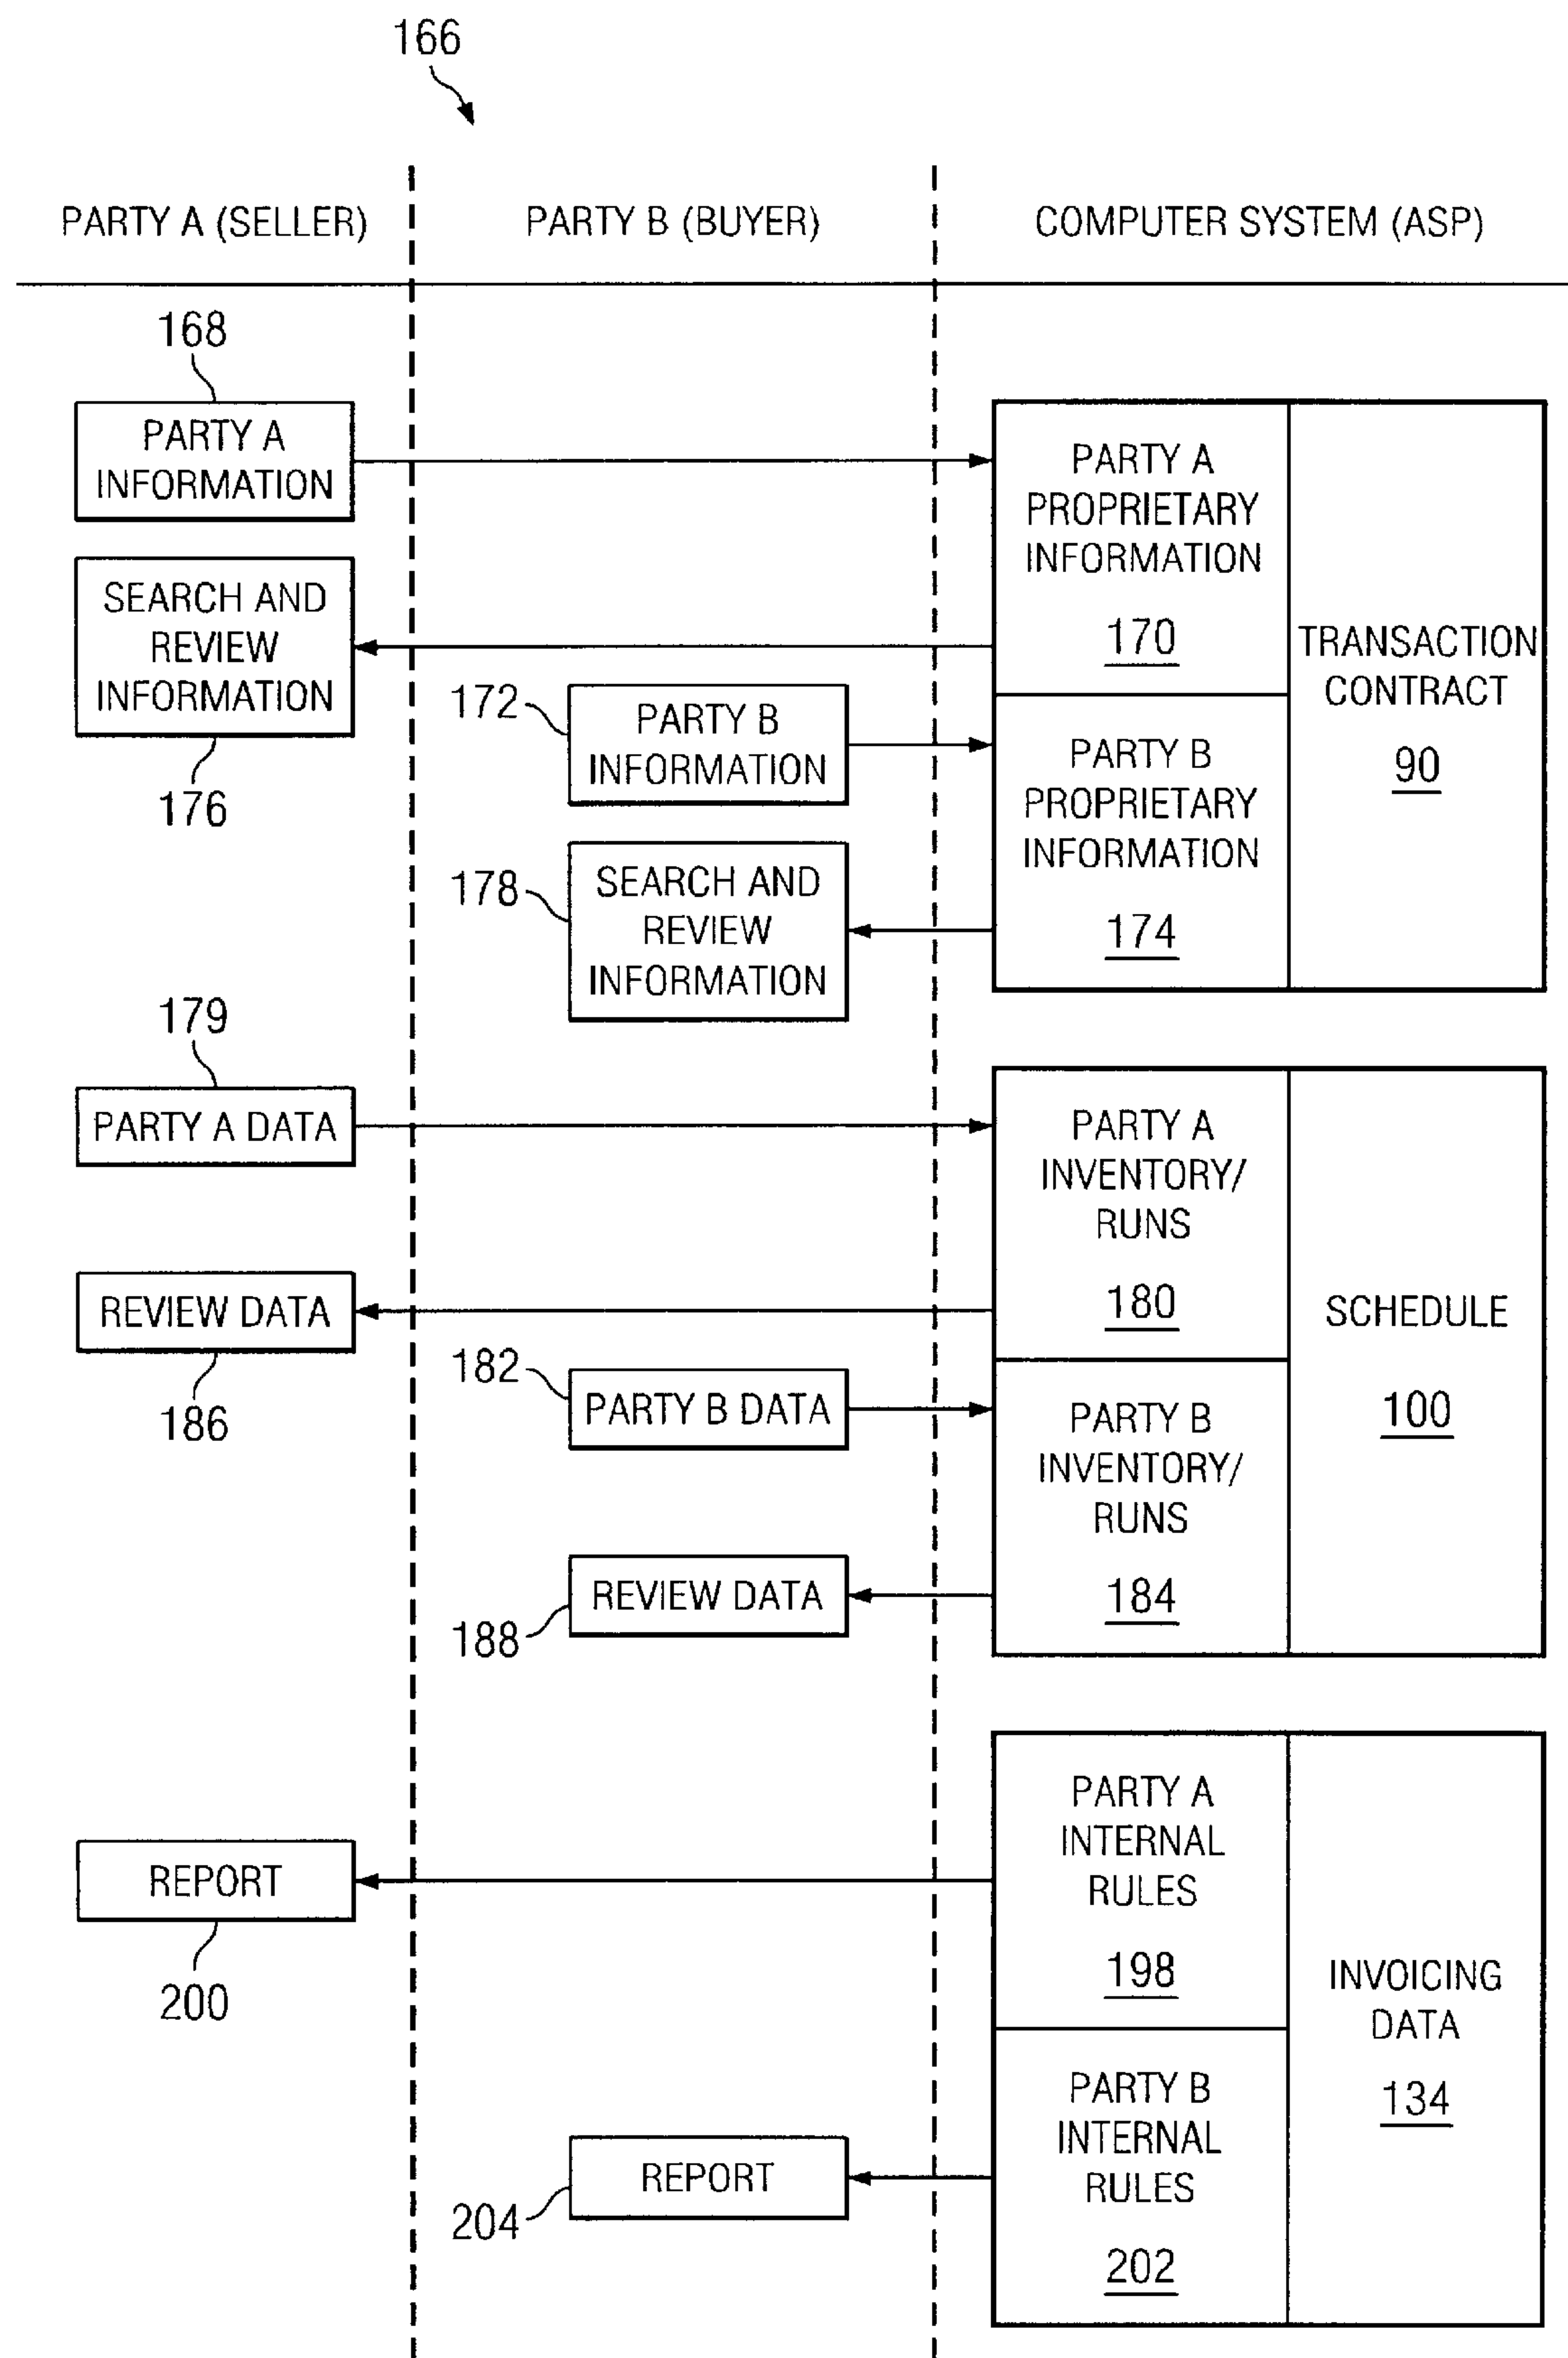 166
PARTY A (SELLER)
PARTY B (BUYER)
COMPUTER SYSTEM (ASP)
168
PARTY A
INFORMATION
PARTY A
PROPRIETARY
INFORMATION
170
TRANSACTION
CONTRACT
90
SEARCH AND
REVIEW
INFORMATION
176
172
PARTY B
INFORMATION
PARTY B
PROPRIETARY
INFORMATION
174
178
SEARCH AND
REVIEW
INFORMATION
179
PARTY A DATA
PARTY A
INVENTORY/
RUNS
180
SCHEDULE
100
REVIEW DATA
186
182
PARTY B DATA
PARTY B
INVENTORY/
RUNS
184
REVIEW DATA
188
PARTY A
INTERNAL
RULES
198
INVOICING
DATA
134
REPORT
200
PARTY B
INTERNAL
RULES
202
REPORT
204